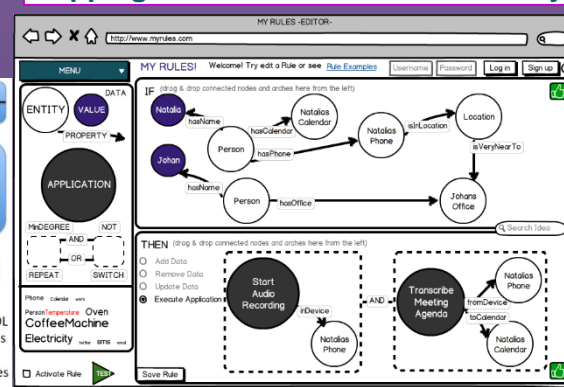 MY RULES -EDITOR-
http://www.myrules.com
MENU
MY RULES! Welcome! Try edit a Rule or see Rule Examples
Username
Password
Log in
Sign up
DATA
ENTITY
VALUE
PROPERTY
APPLICATION
MinDEGREE
NOT
AND
OR
REPEAT
SWITCH
Phone Calendar work
PersonTemperature Oven
CoffeeMachine
Electricity twitter SMS email
Activate Rule
TEST
IF (drag & drop connected nodes and arches here from the left)
Natalia
hasName
Person
hasCalendar
Natalias
Calendar
hasPhone
Natalias
Phone
isInLocation
Location
isVeryNearTo
Johan
hasName
Person
hasOffice
Johans
Office
Search Idea
THEN (drag & drop connected nodes and arches here from the left)
Add Data
Remove Data
Update Data
Execute Application
Start
Audio
Recording
inDevice
Natalias
Phone
AND
Transcribe
Meeting
Agenda
fromDevice
Natalias
Phone
toCalendar
Natalias
Calendar
Save Rule